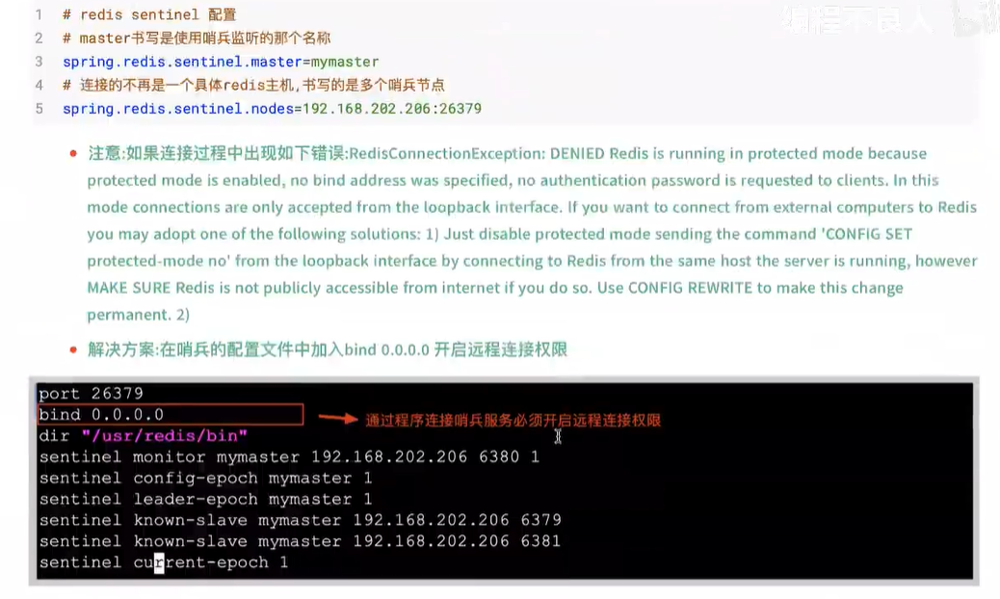 编程不良人
1 # redis sentinel 配置
2 # master书写是使用哨兵监听的那个名称
3 spring.redis.sentinel.master=mymaster
4 # 连接的不再是一个具体redis主机,书写的是多个哨兵节点
5 spring.redis.sentinel.nodes=192.168.202.206:26379
注意:如果连接过程中出现如下错误:RedisConnectionException: DENIED Redis is running in protected mode because
protected mode is enabled, no bind address was specified, no authentication password is requested to clients. In this
mode connections are only accepted from the loopback interface. If you want to connect from external computers to Redis
you may adopt one of the following solutions: 1) Just disable protected mode sending the command 'CONFIG SET
protected-mode no' from the loopback interface by connecting to Redis from the same host the server is running, however
MAKE SURE Redis is not publicly accessible from internet if you do so. Use CONFIG REWRITE to make this change
permanent. 2)
解决方案:在哨兵的配置文件中加入bind 0.0.0.0 开启远程连接权限
port 26379
bind 0.0.0.0 通过程序连接哨兵服务必须开启远程连接权限
dir "/usr/redis/bin"
sentinel monitor mymaster 192.168.202.206 6380 1
sentinel config-epoch mymaster 1
sentinel leader-epoch mymaster 1
sentinel known-slave mymaster 192.168.202.206 6379
sentinel known-slave mymaster 192.168.202.206 6381
sentinel current-epoch 1